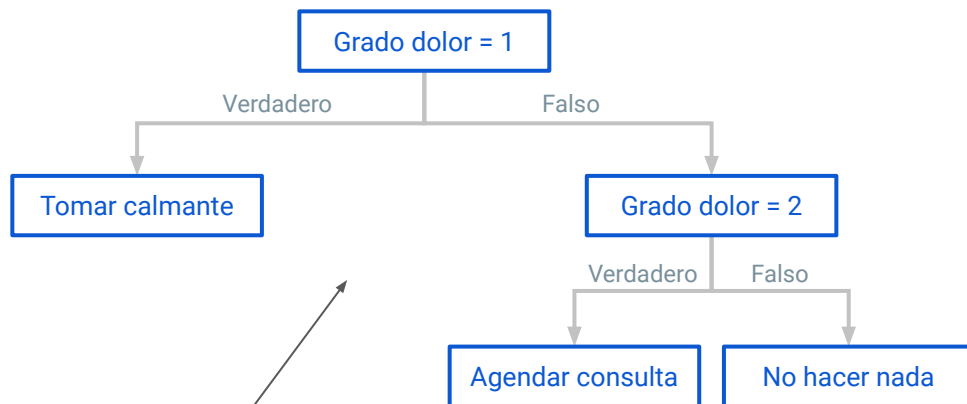 Grado dolor = 1
Verdadero
Falso
Tomar calmante
Grado dolor = 2
Verdadero
Falso
Agendar consulta
No hacer nada